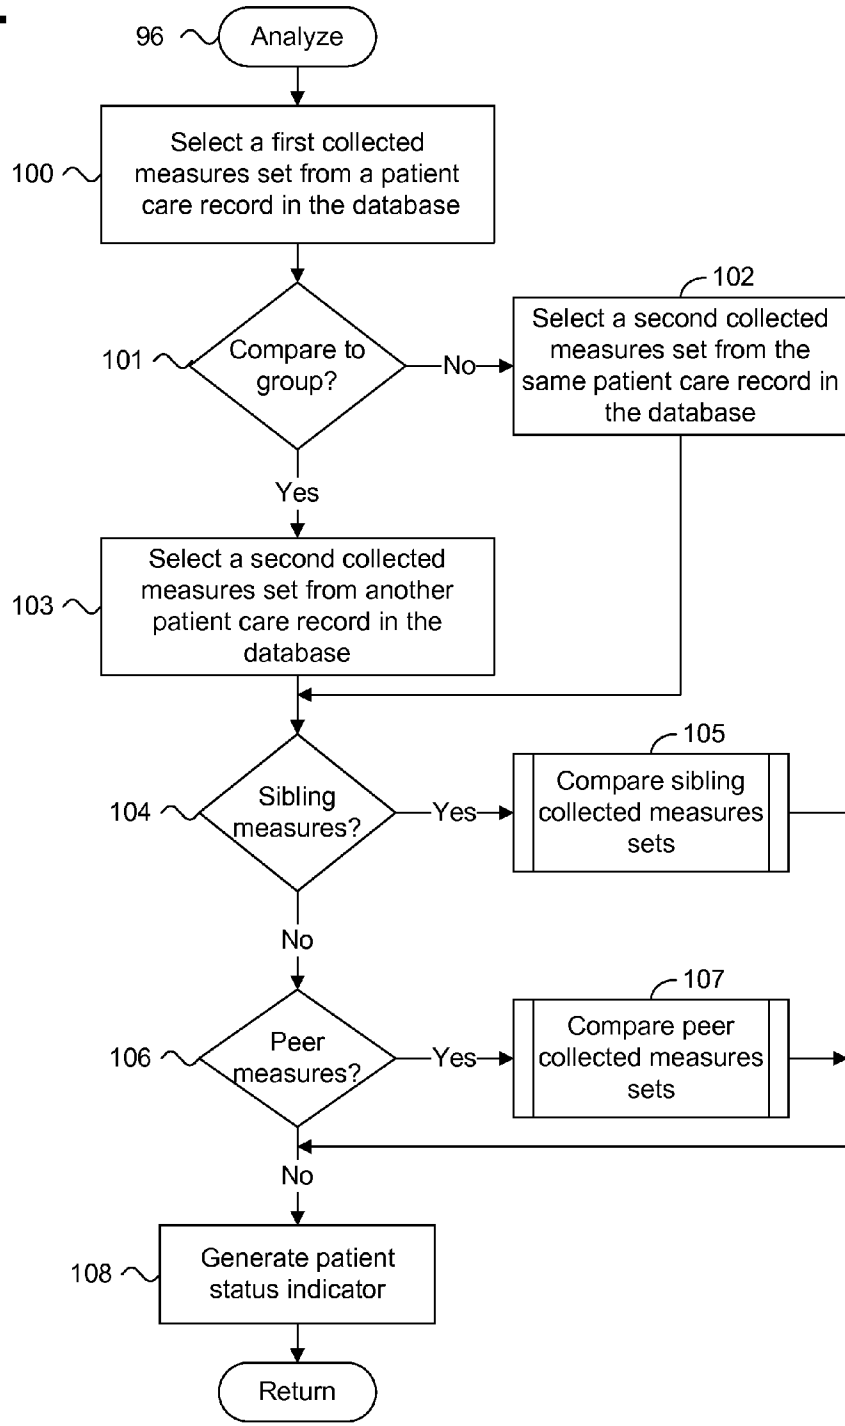 96
Analyze
100
Select a first collected
measures set from a patient
care record in the database
101
Compare to
group?
No
102
Select a second collected
measures set from the
same patient care record in
the database
Yes
103
Select a second collected
measures set from another
patient care record in the
database
104
Sibling
measures?
Yes
105
Compare sibling
collected measures
sets
No
106
Peer
measures?
Yes
107
Compare peer
collected measures
sets
No
108
Generate patient
status indicator
Return